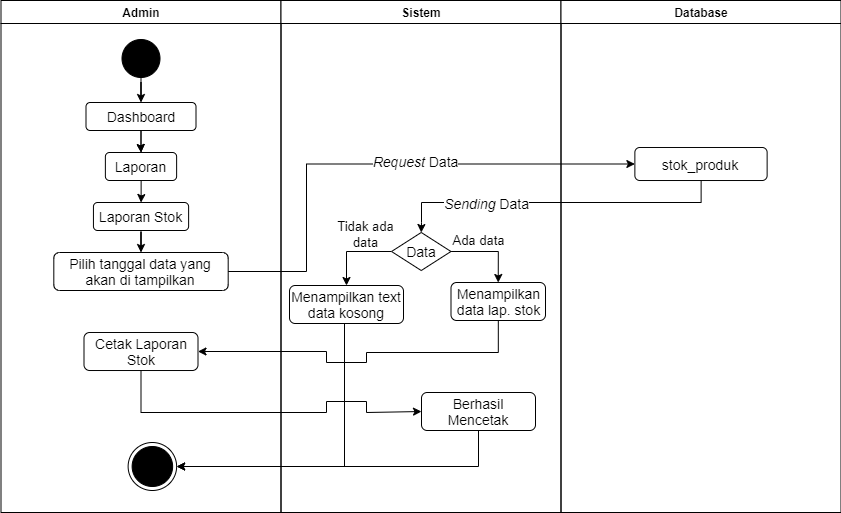 Admin
Sistem
Database
Dashboard
Laporan
Laporan Stok
Pilih tanggal data yang
akan di tampilkan
Request Data
stok_produk
Sending Data
Tidak ada
data
Data
Ada data
Menampilkan text
data kosong
Menampilkan
data lap. stok
Cetak Laporan
Stok
Berhasil
Mencetak